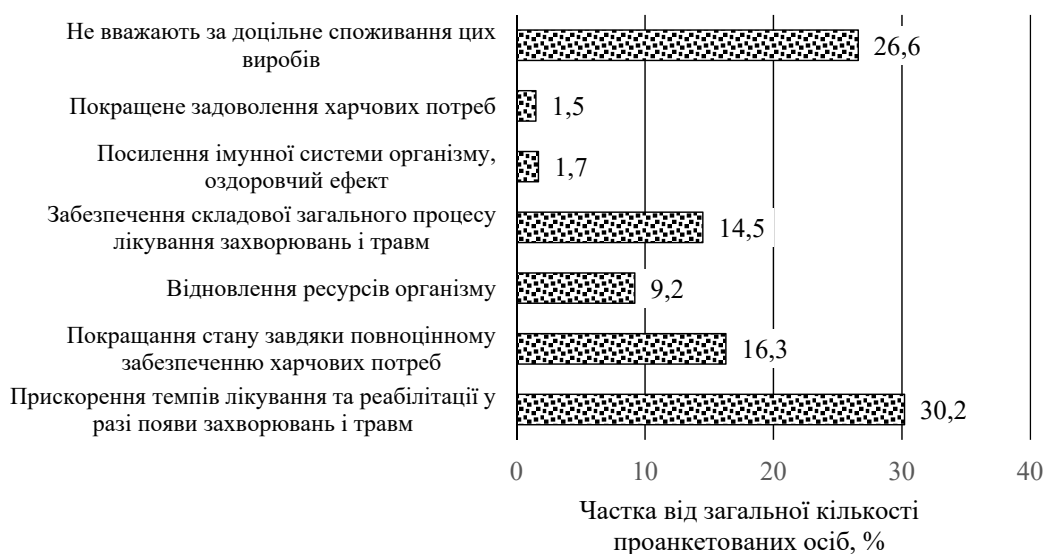 Не вважають за доцільне споживання цих
виробів
26,6
Покращене задоволення харчових потреб
1,5
Посилення імунної системи організму,
оздоровчий ефект
1,7
Забезпечення складової загального процесу
лікування захворювань і травм
14,5
Відновлення ресурсів організму
9,2
Покращання стану завдяки повноцінному
забезпеченню харчових потреб
16,3
Прискорення темпів лікування та реабілітації у
разі появи захворювань і травм
30,2
0 10 20 30 40
Частка від загальної кількості
проанкетованих осіб, %